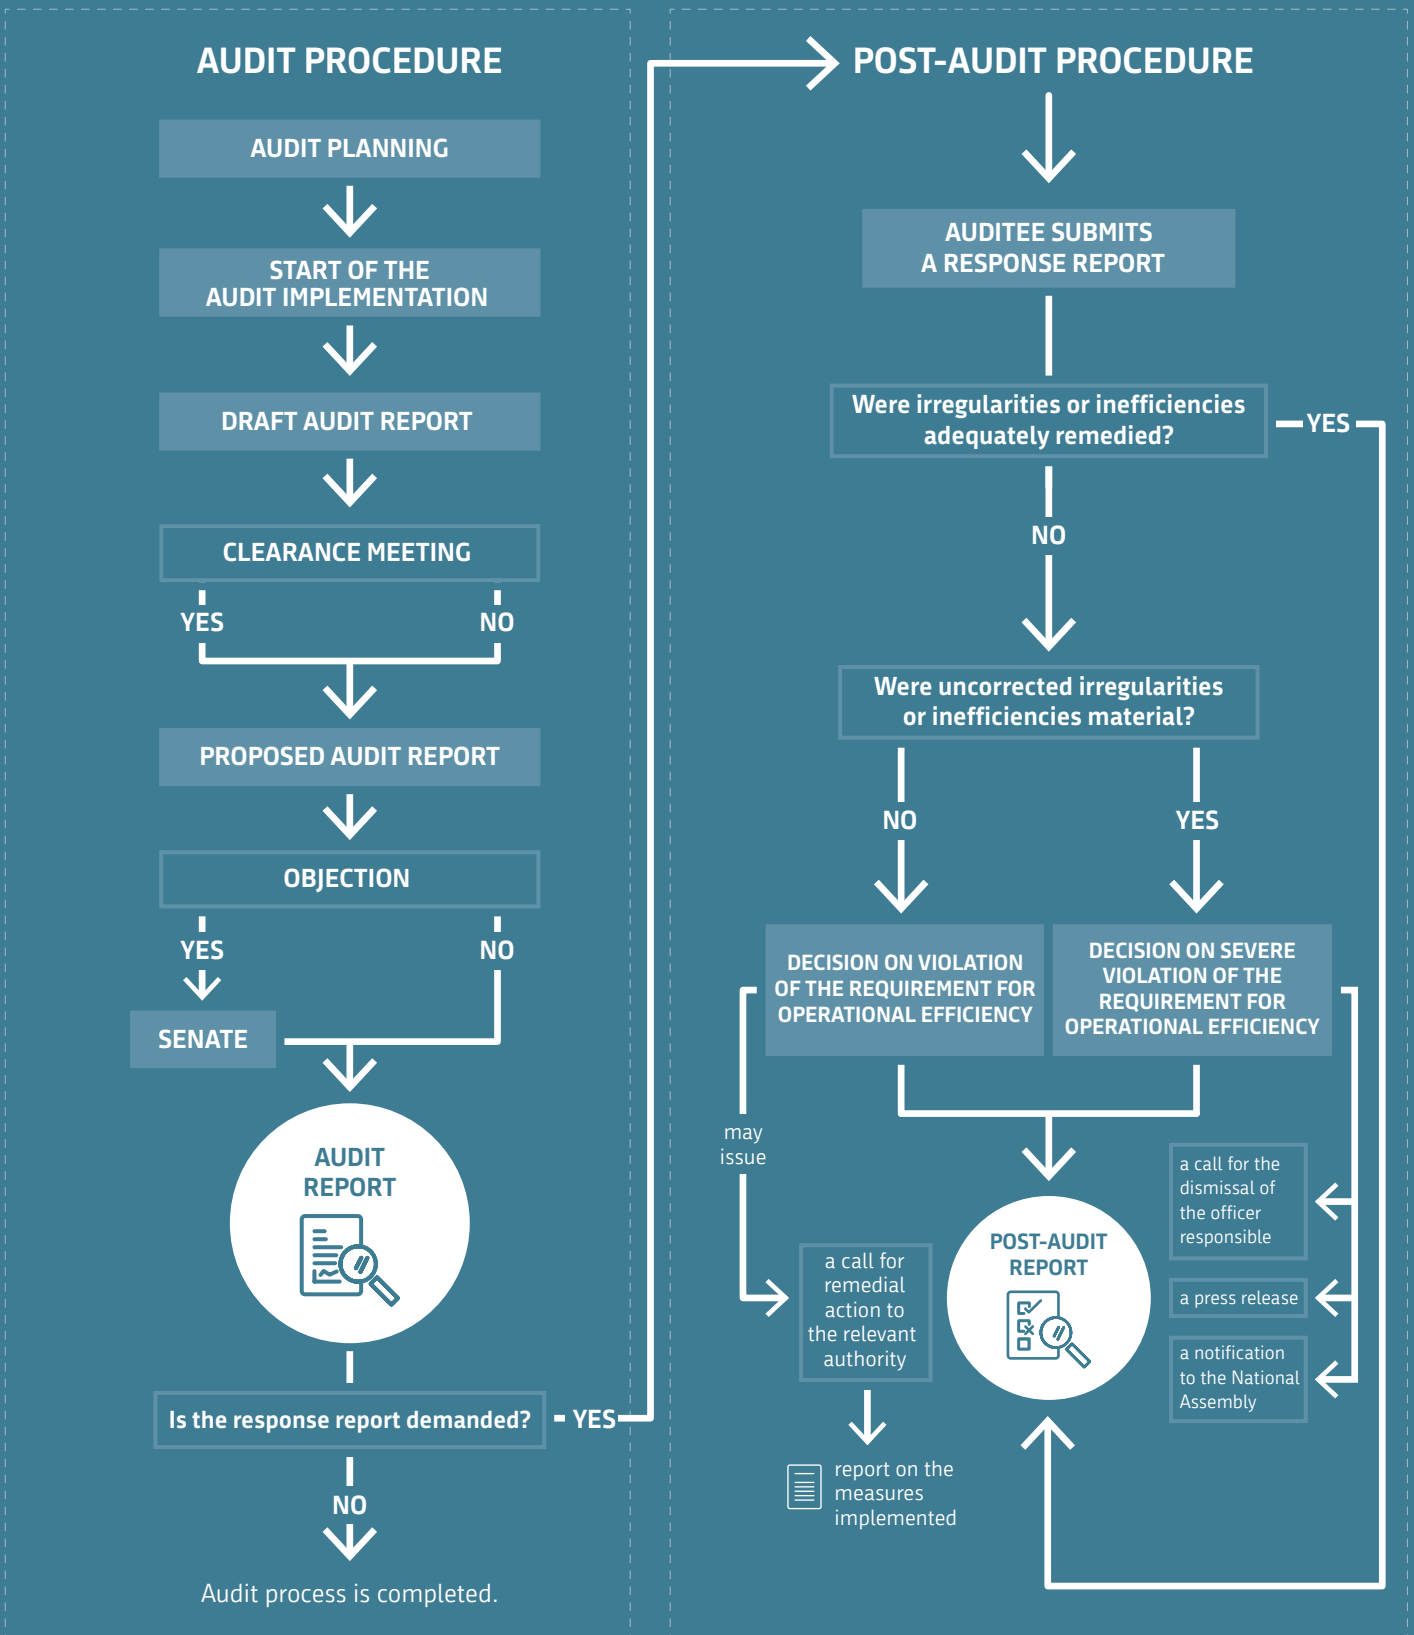 AUDIT PROCEDURE
AUDIT PLANNING
START OF THE
AUDIT IMPLEMENTATION
DRAFT AUDIT REPORT
CLEARANCE MEETING
YES
NO
PROPOSED AUDIT REPORT
OBJECTION
YES
NO
SENATE
AUDIT
REPORT
Is the response report demanded?
YES
NO
Audit process is completed.
POST-AUDIT PROCEDURE
AUDITEE SUBMITS
A RESPONSE REPORT
Were irregularities or inefficiencies
adequately remedied?
YES
NO
Were uncorrected irregularities
or inefficiencies material?
NO
YES
DECISION ON VIOLATION
OF THE REQUIREMENT FOR
OPERATIONAL EFFICIENCY
DECISION ON SEVERE
VIOLATION OF THE
REQUIREMENT FOR
OPERATIONAL EFFICIENCY
may
issue
a call for
remedial
action to
the relevant
authority
report on the
measures
implemented
POST-AUDIT
REPORT
a call for the
dismissal of
the officer
responsible
a press release
a notification
to the National
Assembly